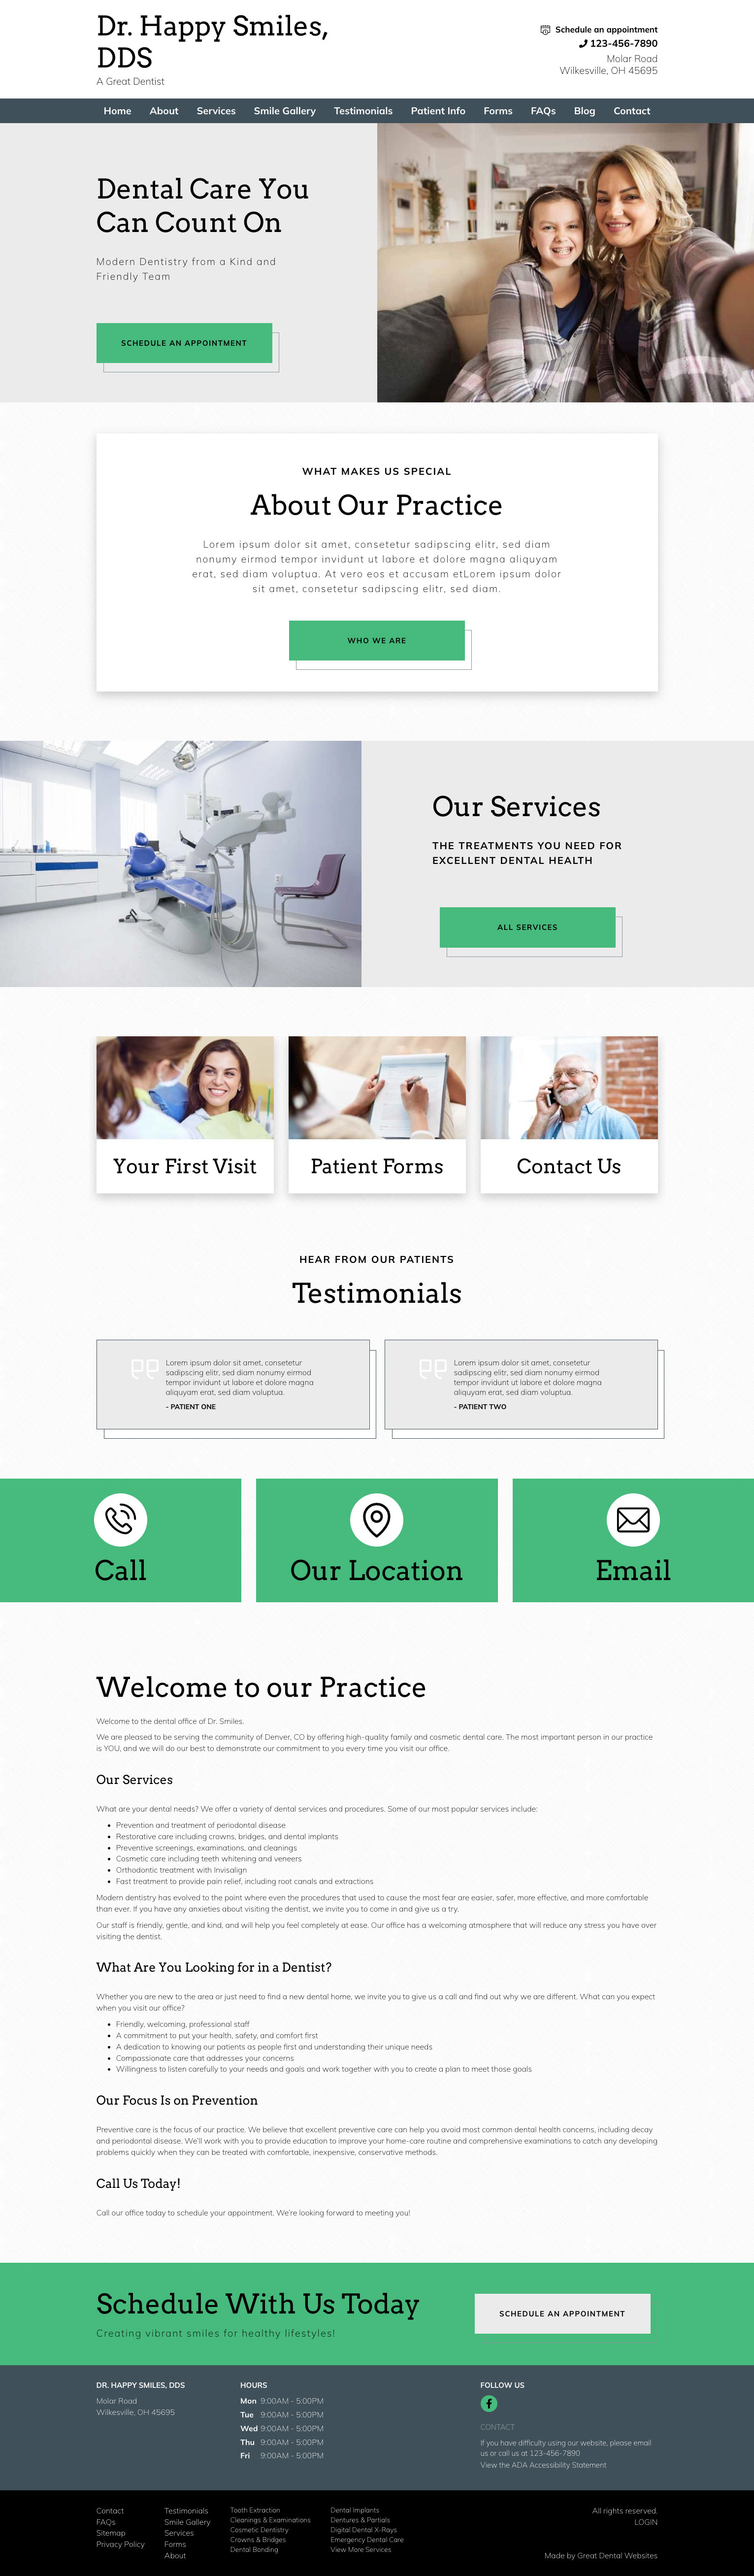 Dr. Happy Smiles,
DDS
A Great Dentist
Schedule an appointment
123-456-7890
Molar Road
Wilkesville, OH 45695
Home About Services Smile Gallery Testimonials Patient Info Forms FAQs Blog Contact
Dental Care You
Can Count On
Modern Dentistry from a Kind and
Friendly Team
SCHEDULE AN APPOINTMENT
WHAT MAKES US SPECIAL
About Our Practice
Lorem ipsum dolor sit amet, consetetur sadipscing elitr, sed diam
nonumy eirmod tempor invidunt ut labore et dolore magna aliquyam
erat, sed diam voluptua. At vero eos et accusam etLorem ipsum dolor
sit amet, consetetur sadipscing elitr, sed diam.
WHO WE ARE
Our Services
THE TREATMENTS YOU NEED FOR
EXCELLENT DENTAL HEALTH
ALL SERVICES
Your First Visit
Patient Forms
Contact Us
HEAR FROM OUR PATIENTS
Testimonials
Lorem ipsum dolor sit amet, consetetur
sadipscing elitr, sed diam nonumy eirmod
tempor invidunt ut labore et dolore magna
aliquyam erat, sed diam voluptua.
- PATIENT ONE
Lorem ipsum dolor sit amet, consetetur
sadipscing elitr, sed diam nonumy eirmod
tempor invidunt ut labore et dolore magna
aliquyam erat, sed diam voluptua.
- PATIENT TWO
Call
Our Location
Email
Welcome to our Practice
Welcome to the dental office of Dr. Smiles.
We are pleased to be serving the community of Denver, CO by offering high-quality family and cosmetic dental care. The most important person in our practice
is YOU, and we will do our best to demonstrate our commitment to you every time you visit our office.
Our Services
What are your dental needs? We offer a variety of dental services and procedures. Some of our most popular services include:
• Prevention and treatment of periodontal disease
• Restorative care including crowns, bridges, and dental implants
• Preventive screenings, examinations, and cleanings
• Cosmetic care including teeth whitening and veneers
• Orthodontic treatment with Invisalign
• Fast treatment to provide pain relief, including root canals and extractions
Modern dentistry has evolved to the point where even the procedures that used to cause the most fear are easier, safer, more effective, and more comfortable
than ever. If you have any anxieties about visiting the dentist, we invite you to come in and give us a try.
Our staff is friendly, gentle, and kind, and will help you feel completely at ease. Our office has a welcoming atmosphere that will reduce any stress you have over
visiting the dentist.
What Are You Looking for in a Dentist?
Whether you are new to the area or just need to find a new dental home, we invite you to give us a call and find out why we are different. What can you expect
when you visit our office?
• Friendly, welcoming, professional staff
• A commitment to put your health, safety, and comfort first
• A dedication to knowing our patients as people first and understanding their unique needs
• Compassionate care that addresses your concerns
• Willingness to listen carefully to your needs and goals and work together with you to create a plan to meet those goals
Our Focus Is on Prevention
Preventive care is the focus of our practice. We believe that excellent preventive care can help you avoid most common dental health concerns, including decay
and periodontal disease. We'll work with you to provide education to improve your home-care routine and comprehensive examinations to catch any developing
problems quickly when they can be treated with comfortable, inexpensive, conservative methods.
Call Us Today!
Call our office today to schedule your appointment. We're looking forward to meeting you!
Schedule With Us Today
Creating vibrant smiles for healthy lifestyles!
SCHEDULE AN APPOINTMENT
DR. HAPPY SMILES, DDS
Molar Road
Wilkesville, OH 45695
HOURS
Mon 9:00AM - 5:00PM
Tue 9:00AM - 5:00PM
Wed 9:00AM - 5:00PM
Thu 9:00AM - 5:00PM
Fri 9:00AM - 5:00PM
FOLLOW US
CONTACT
If you have difficulty using our website, please email
us or call us at 123-456-7890
View the ADA Accessibility Statement
Contact
FAQs
Sitemap
Privacy Policy
Testimonials
Smile Gallery
Services
Forms
About
Tooth Extraction
Cleanings & Examinations
Cosmetic Dentistry
Crowns & Bridges
Dental Bonding
Dental Implants
Dentures & Partials
Digital Dental X-Rays
Emergency Dental Care
View More Services
All rights reserved.
LOGIN
Made by Great Dental Websites